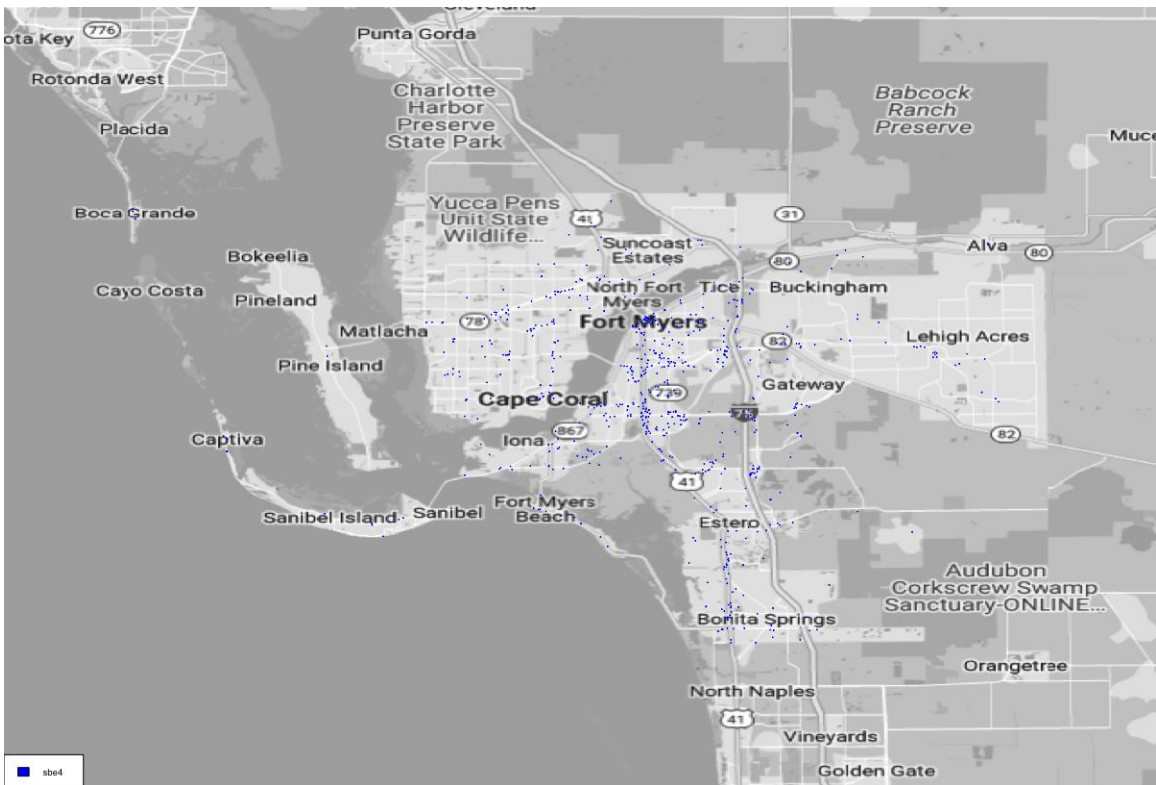 Cleveland
776
Punta Gorda
ota Key
Rotonda West
Charlotte
Harbor
Preserve
State Park
Babcock
Ranch
Preserve
Placida
Muce
Yucca Pens
Unit State
Wildlife...
Boca Grande
41
31
Suncoast
Estates
Alva
80
80
Bokeelia
Cayo Costa
Pineland
North Fort
Myers
Tice
Buckingham
78
Fort Myers
Matlacha
82
Lehigh Acres
Pine Island
Gateway
739
Cape Coral
75
867
Iona
82
Captiva
41
Fort Myers
Beach
Sanibel Island
Sanibel
Estero
Audubon
Corkscrew Swamp
Sanctuary-ONLINE...
Bonita Springs
Orangetree
North Naples
41
Vineyards
Golden Gate
sbe4